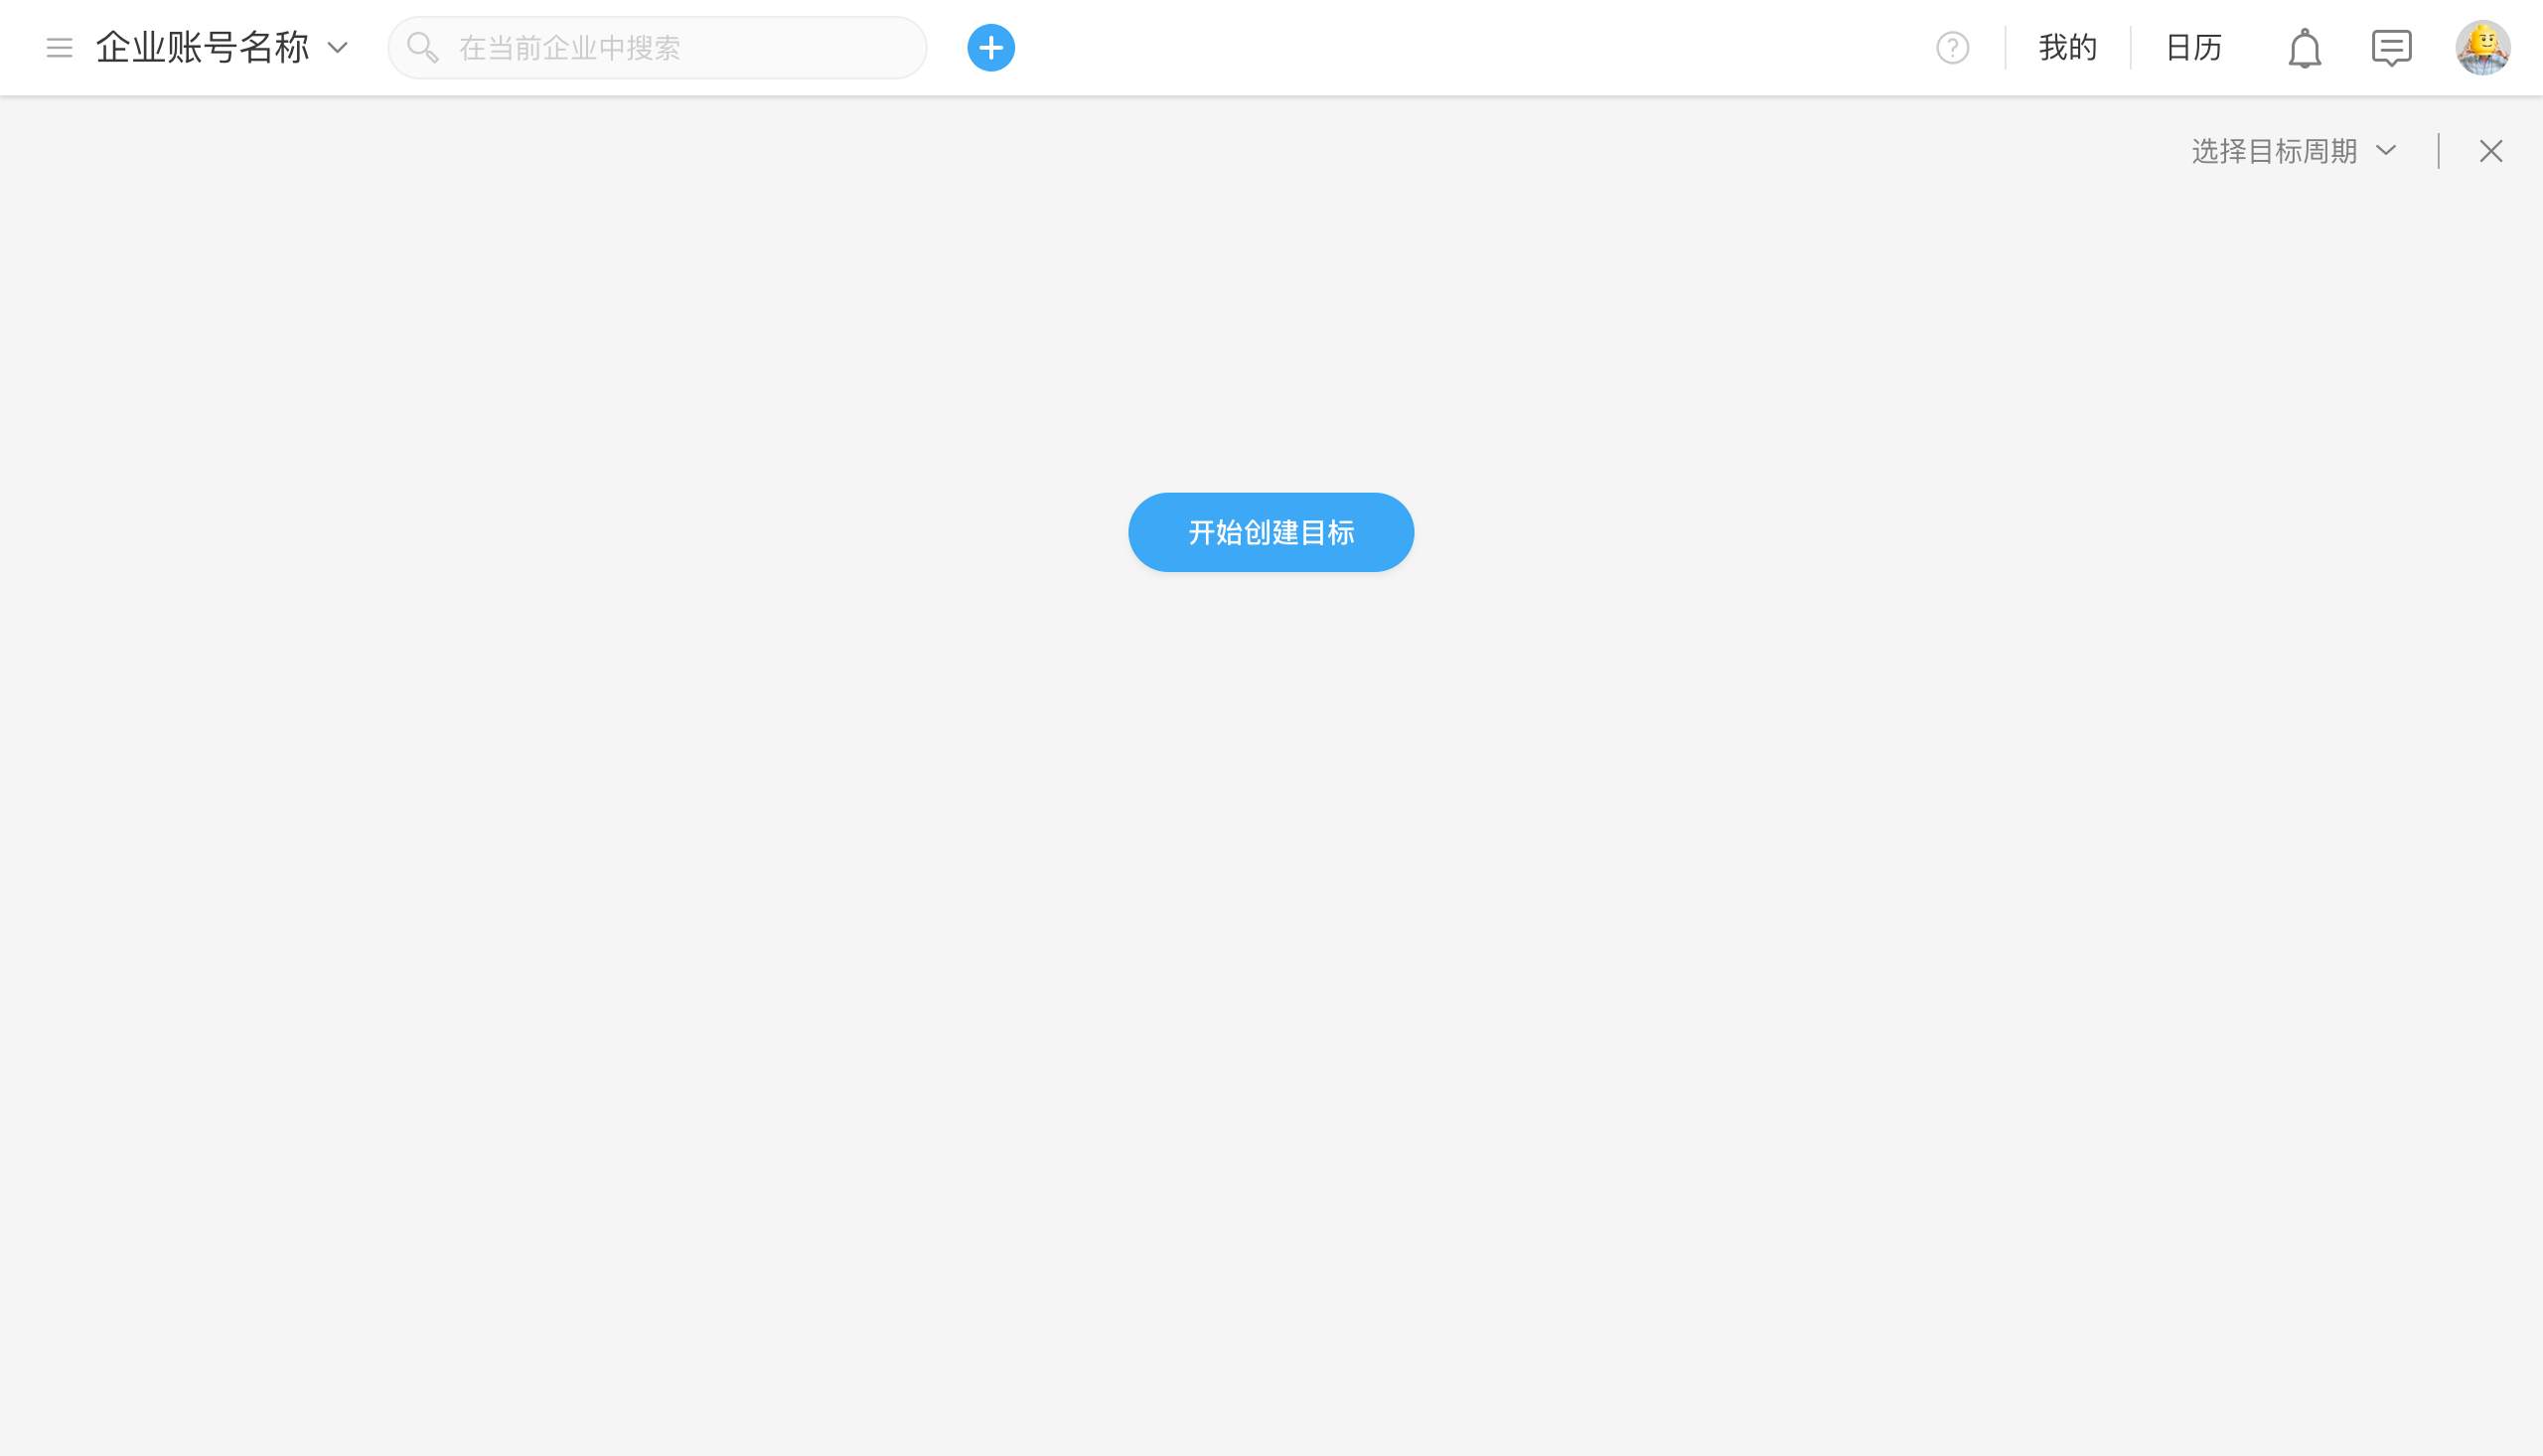 企业账号名称
在当前企业中搜索
我的
日历
选择目标周期
开始创建目标